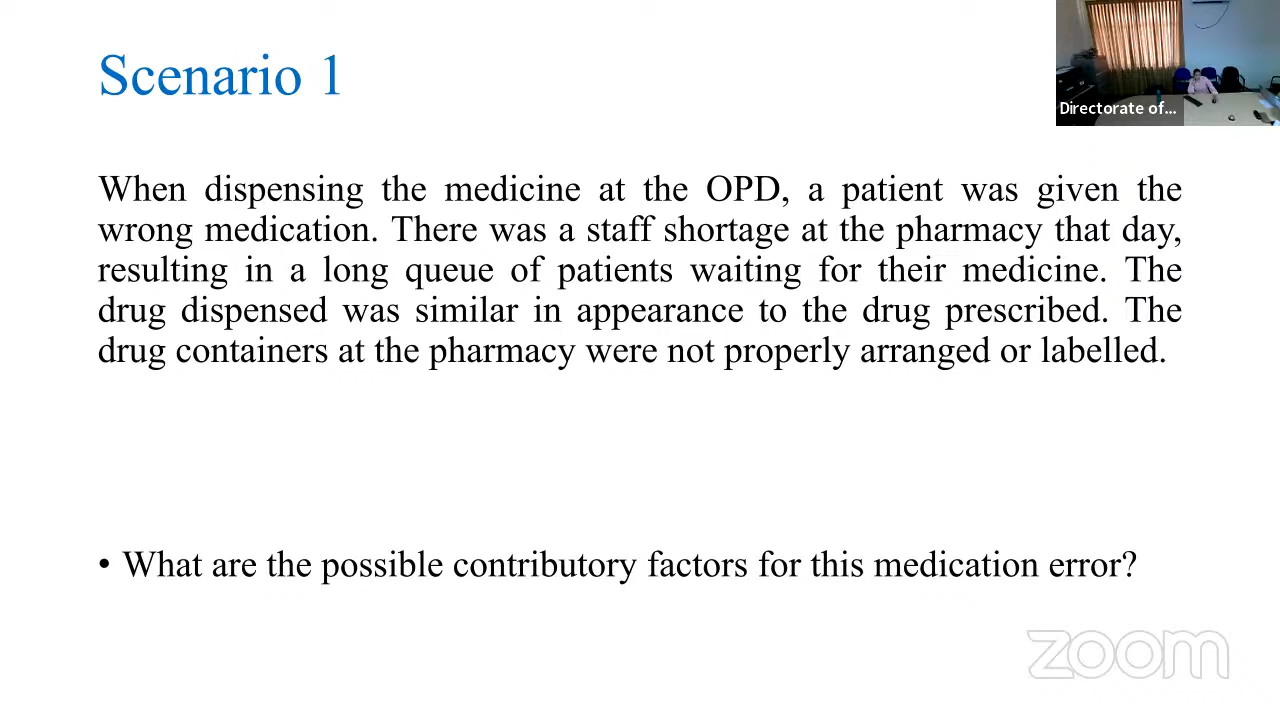 Scenario 1
Directorate of...
When dispensing the medicine at the OPD, a patient was given the
wrong medication. There was a staff shortage at the pharmacy that day,
resulting in a long queue of patients waiting for their medicine. The
drug dispensed was similar in appearance to the drug prescribed. The
drug containers at the pharmacy were not properly arranged or labelled.
• What are the possible contributory factors for this medication error?
zoom